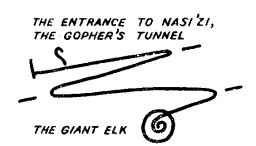 THE ENTRANCE TO NASI'ZI,
THE GOPHER'S TUNNEL
THE GIANT ELK